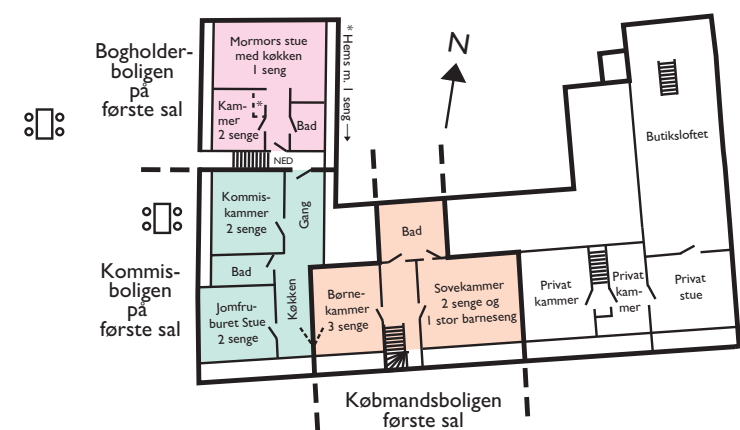 Bogholder-
boligen
på
første sal
Mormors stue
med køkken
1 seng
* Hems m. 1 seng →
N
Kam-
mer
2 senge
*
Bad
NED
Butiksloftet
Kommis-
kammer
2 senge
Gang
Bad
Kommis-
boligen
på
første sal
Bad
Køkken
Jomfru-
buret Stue
2 senge
Børne-
kammer
3 senge
Sovekammer
2 senge og
1 stor barneseng
Privat
kammer
Privat
kam-
mer
Privat
stue
Købmandsboligen
første sal